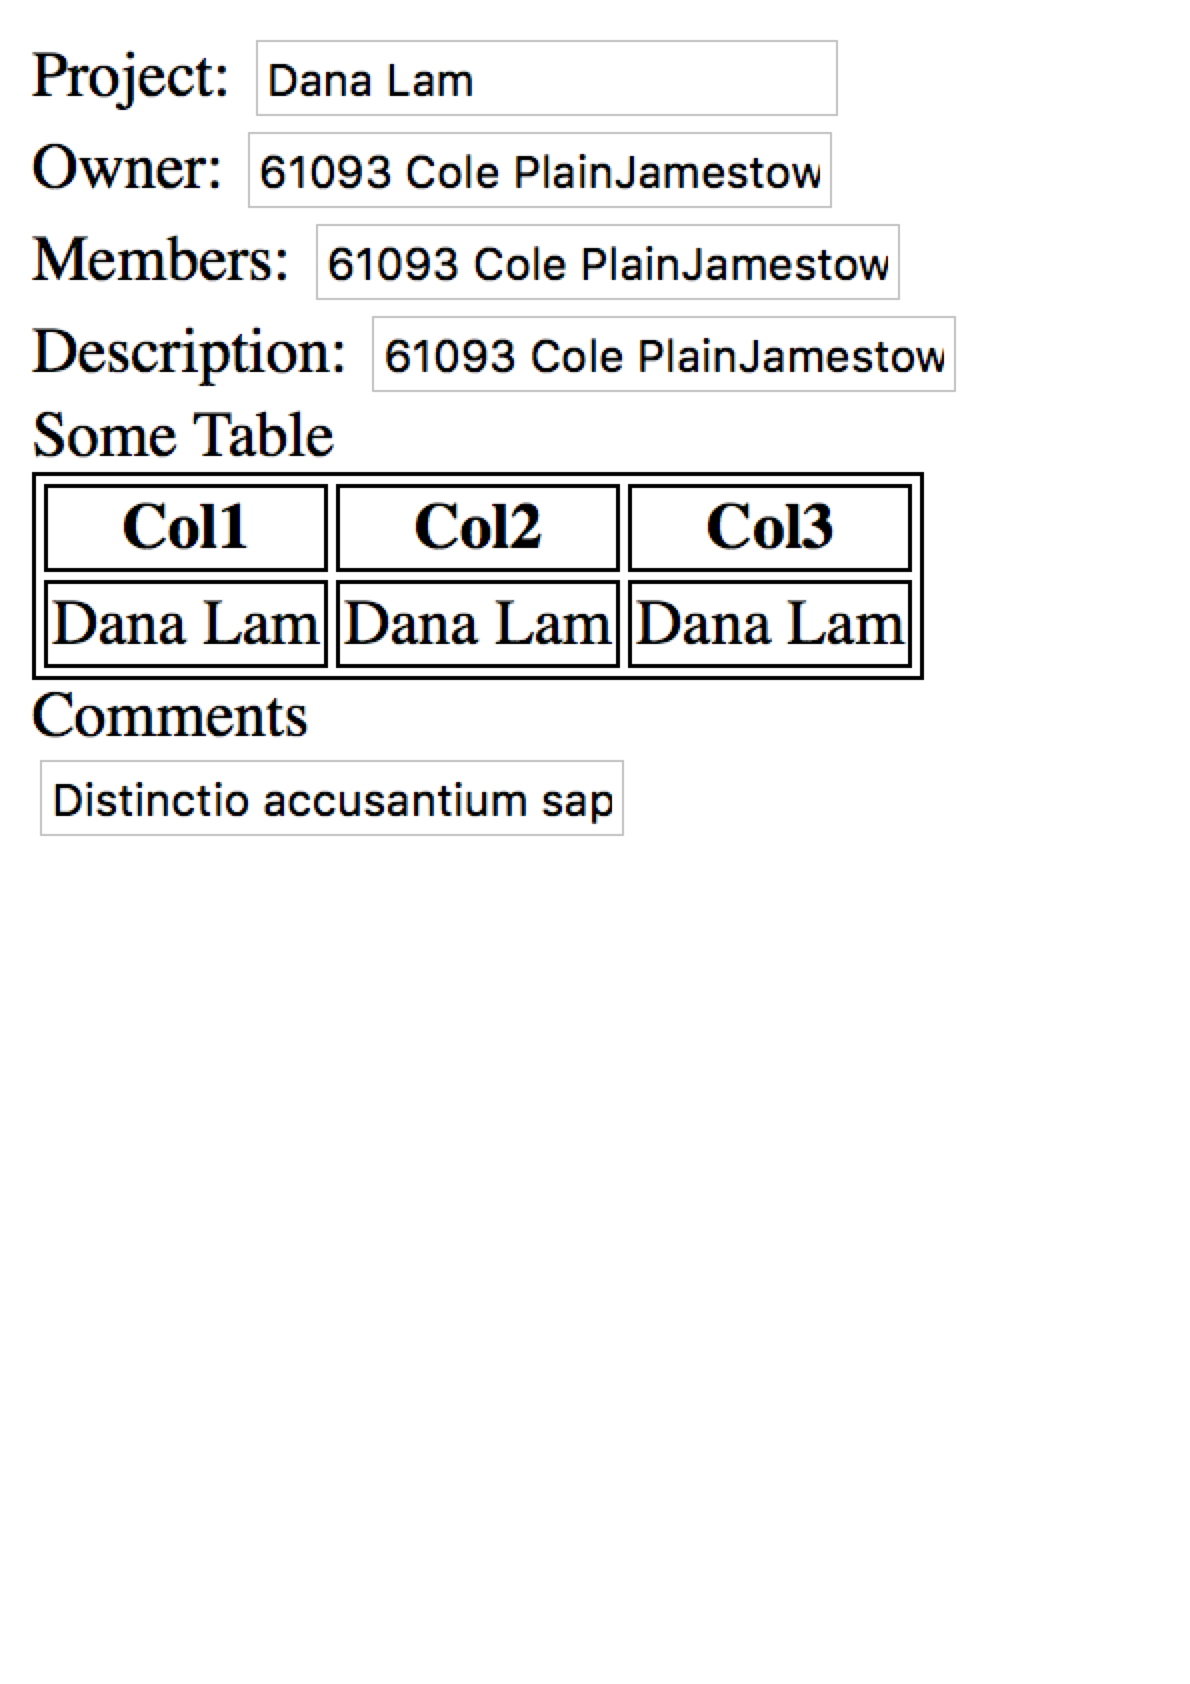 Project: Dana Lam
Owner: 61093 Cole PlainJamestow
Members: 61093 Cole PlainJamestow
Description: 61093 Cole PlainJamestow
Some Table
Col1 Col2 Col3
Dana Lam Dana Lam Dana Lam
Comments
Distinctio accusantium sap